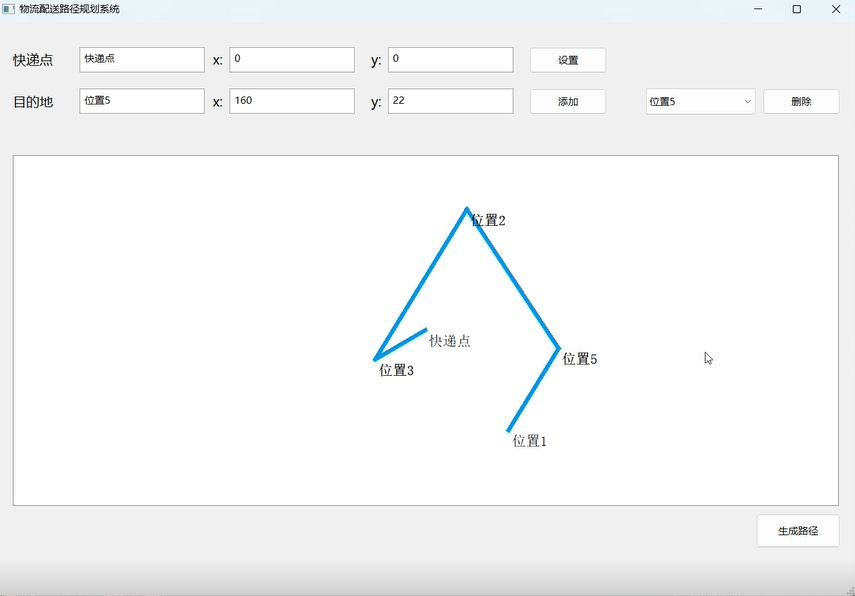 物流配送路径规划系统
快递点 快递点 x: 0 y: 0 设置
目的地 位置5 x: 160 y: 22 添加 位置5 删除
位置2
快递点
位置5
位置3
位置1
生成路径